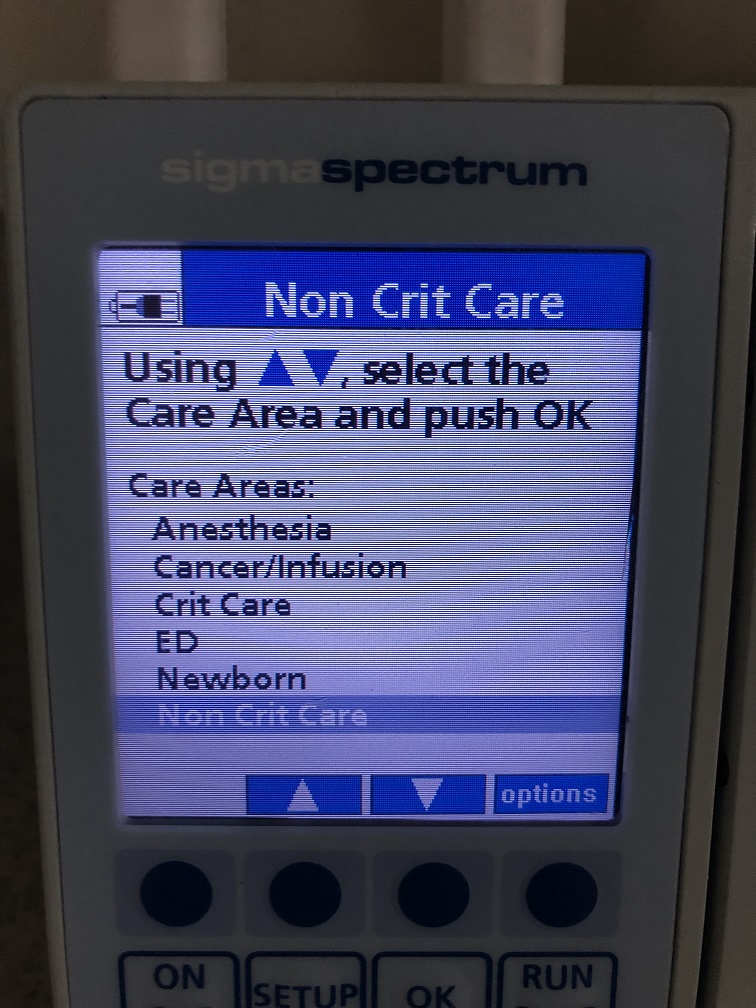 sigmaspectrum
Non Crit Care
Using ▲▼, select the
Care Area and push OK
Care Areas:
Anesthesia
Cancer/Infusion
Crit Care
ED
Newborn
Non Crit Care
options
ON
SETUP
OK
RUN